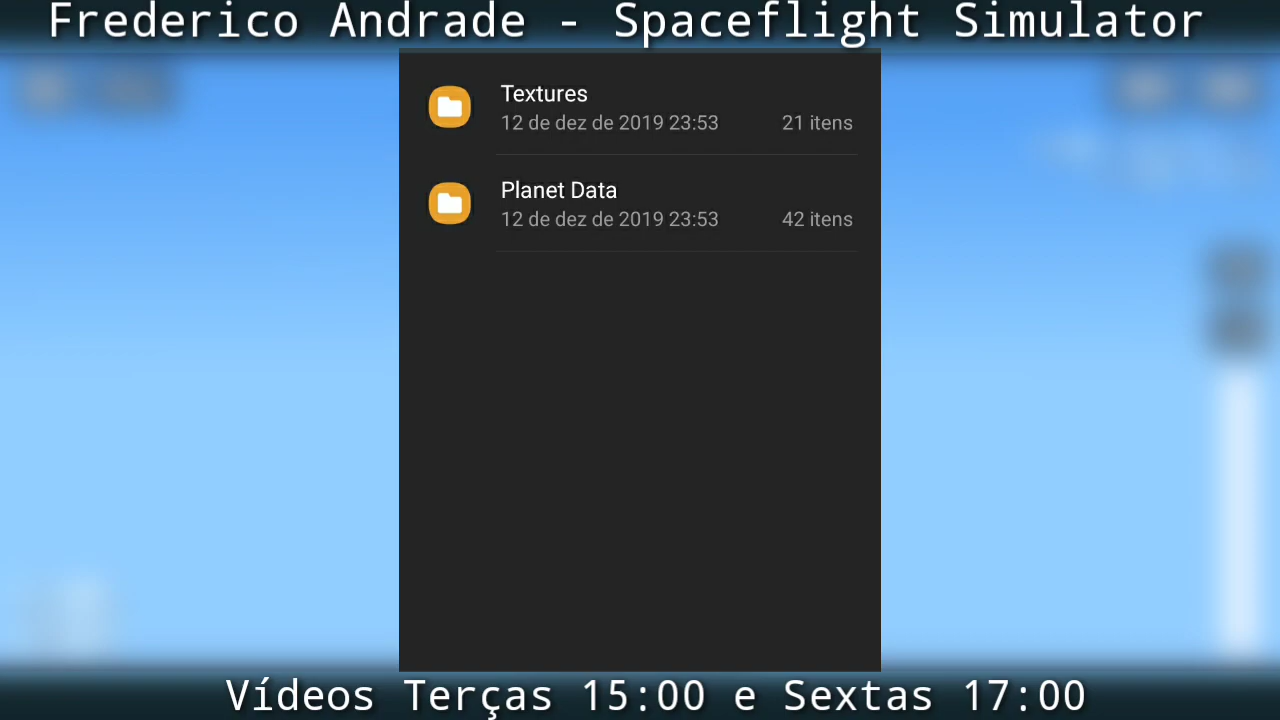 Frederico Andrade - Spaceflight Simulator
Textures
12 de dez de 2019 23:53 21 itens
Planet Data
12 de dez de 2019 23:53 42 itens
Vídeos Terças 15:00 e Sextas 17:00